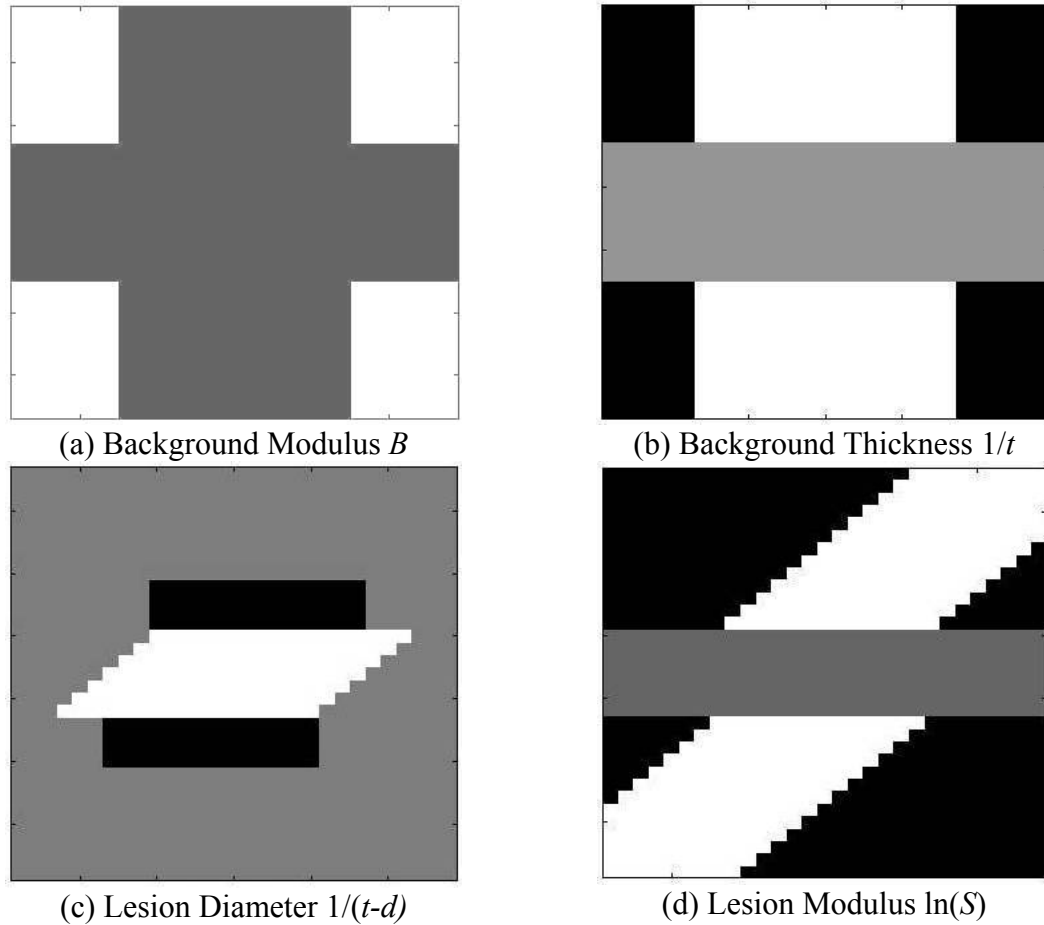 (a) Background Modulus B
(b) Background Thickness 1/t
(c) Lesion Diameter 1/(t-d)
(d) Lesion Modulus ln(S)